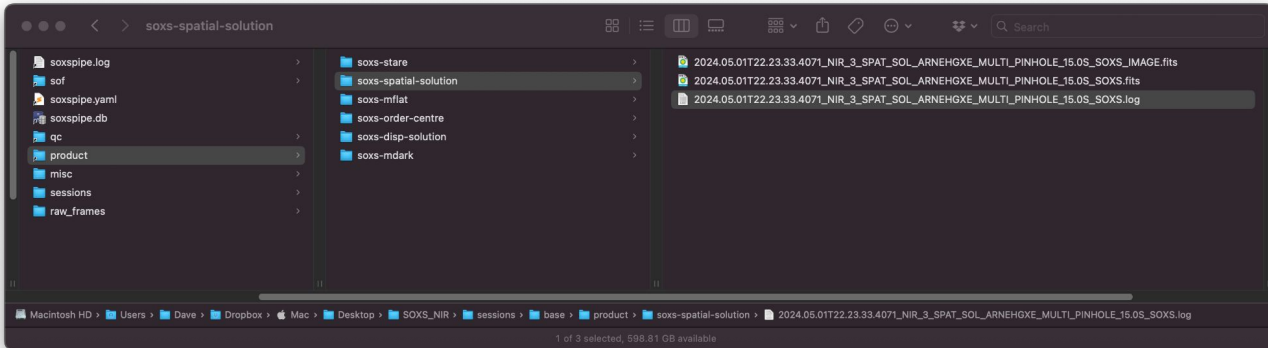 soxs-spatial-solution
Search
soxspipe.log
sof
soxspipe.yaml
soxspipe.db
qc
product
misc
sessions
raw_frames
soxs-stare
soxs-spatial-solution
soxs-mflat
soxs-order-centre
soxs-disp-solution
soxs-mdark
2024.05.01T22.23.33.4071_NIR_3_SPAT_SOL_ARNEHGXE_MULTI_PINHOLE_15.0S_SOXS_IMAGE.fits
2024.05.01T22.23.33.4071_NIR_3_SPAT_SOL_ARNEHGXE_MULTI_PINHOLE_15.0S_SOXS.fits
2024.05.01T22.23.33.4071_NIR_3_SPAT_SOL_ARNEHGXE_MULTI_PINHOLE_15.0S_SOXS.log
Macintosh HD › Users › Dave › Dropbox › Mac › Desktop › SOXS_NIR › sessions › base › product › soxs-spatial-solution › 2024.05.01T22.23.33.4071_NIR_3_SPAT_SOL_ARNEHGXE_MULTI_PINHOLE_15.0S_SOXS.log
1 of 3 selected, 598.81 GB available